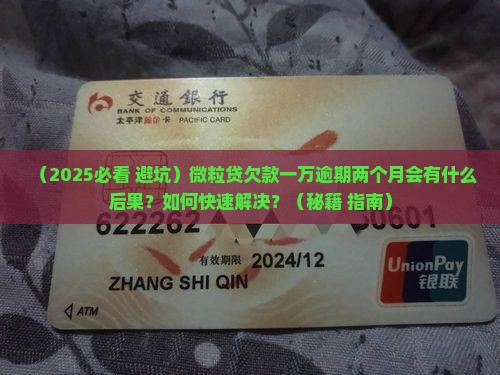 交通銀行
BANK OF COMMUNICATIONS
太平洋 卡 PACIFIC CARD
（2025必看 避坑）微粒贷欠款一万逾期两个月会有什么
后果？如何快速解决？（秘籍 指南）
622262 00601
有效期限 2024/12
ZHANG SHI QIN
ATM
UnionPay
银联